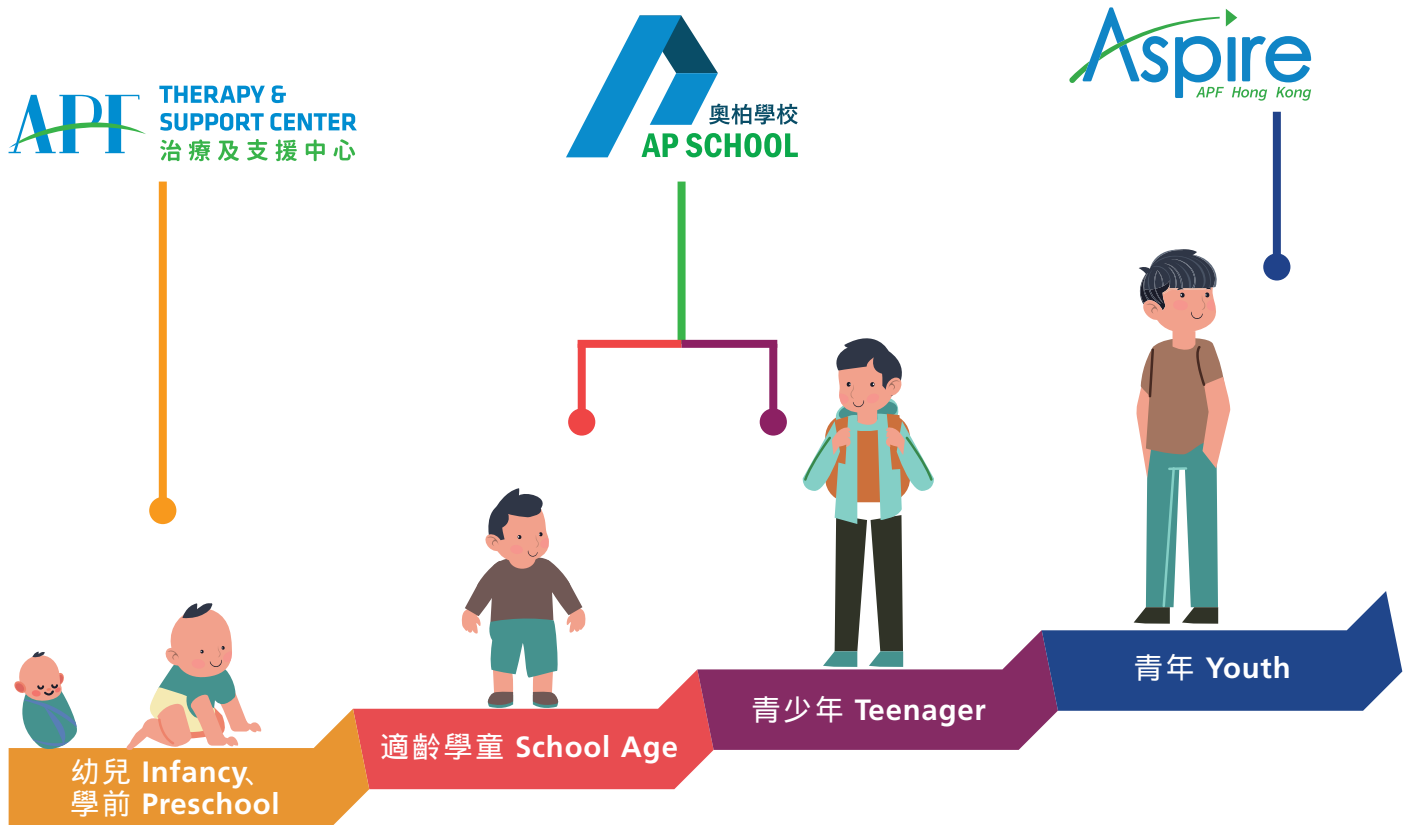 APF
THERAPY &
SUPPORT CENTER
治療及支援中心
奧柏學校
AP SCHOOL
Aspire
APF Hong Kong
幼兒 Infancy、
學前 Preschool
適齡學童 School Age
青少年 Teenager
青年 Youth